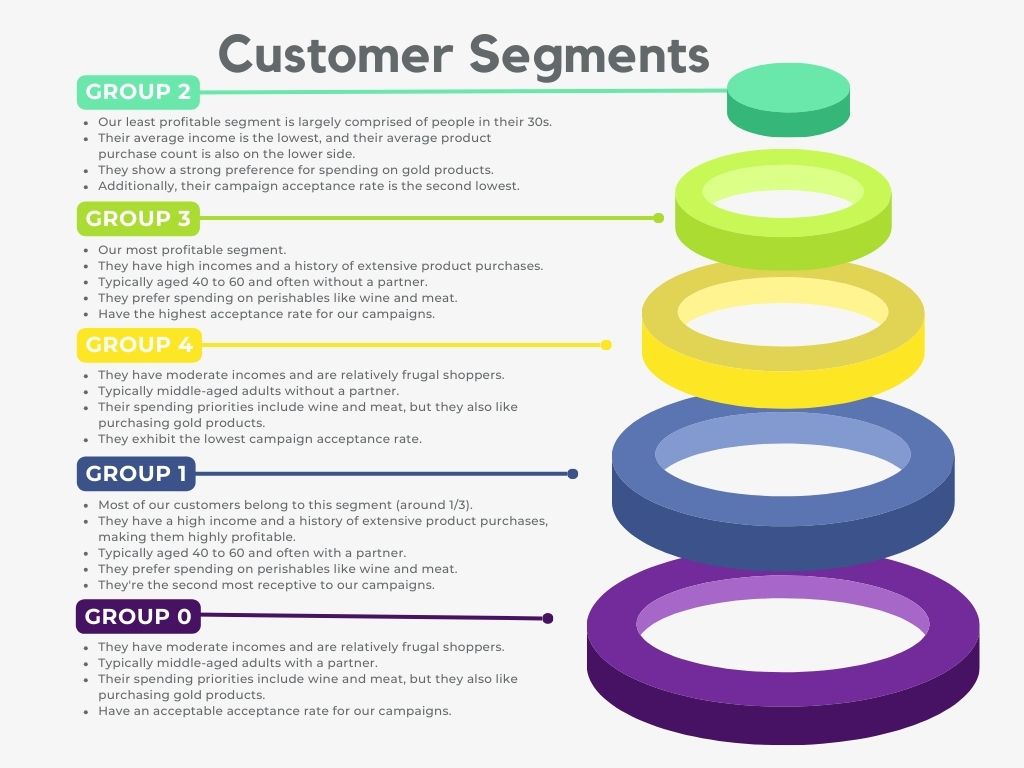 Customer Segments
GROUP 2
• Our least profitable segment is largely comprised of people in their 30s.
• Their average income is the lowest, and their average product
purchase count is also on the lower side.
• They show a strong preference for spending on gold products.
• Additionally, their campaign acceptance rate is the second lowest.
GROUP 3
• Our most profitable segment.
• They have high incomes and a history of extensive product purchases.
• Typically aged 40 to 60 and often without a partner.
• They prefer spending on perishables like wine and meat.
• Have the highest acceptance rate for our campaigns.
GROUP 4
• They have moderate incomes and are relatively frugal shoppers.
• Typically middle-aged adults without a partner.
• Their spending priorities include wine and meat, but they also like
purchasing gold products.
• They exhibit the lowest campaign acceptance rate.
GROUP 1
• Most of our customers belong to this segment (around 1/3).
• They have a high income and a history of extensive product purchases,
making them highly profitable.
• Typically aged 40 to 60 and often with a partner.
• They prefer spending on perishables like wine and meat.
• They're the second most receptive to our campaigns.
GROUP 0
• They have moderate incomes and are relatively frugal shoppers.
• Typically middle-aged adults with a partner.
• Their spending priorities include wine and meat, but they also like
purchasing gold products.
• Have an acceptable acceptance rate for our campaigns.